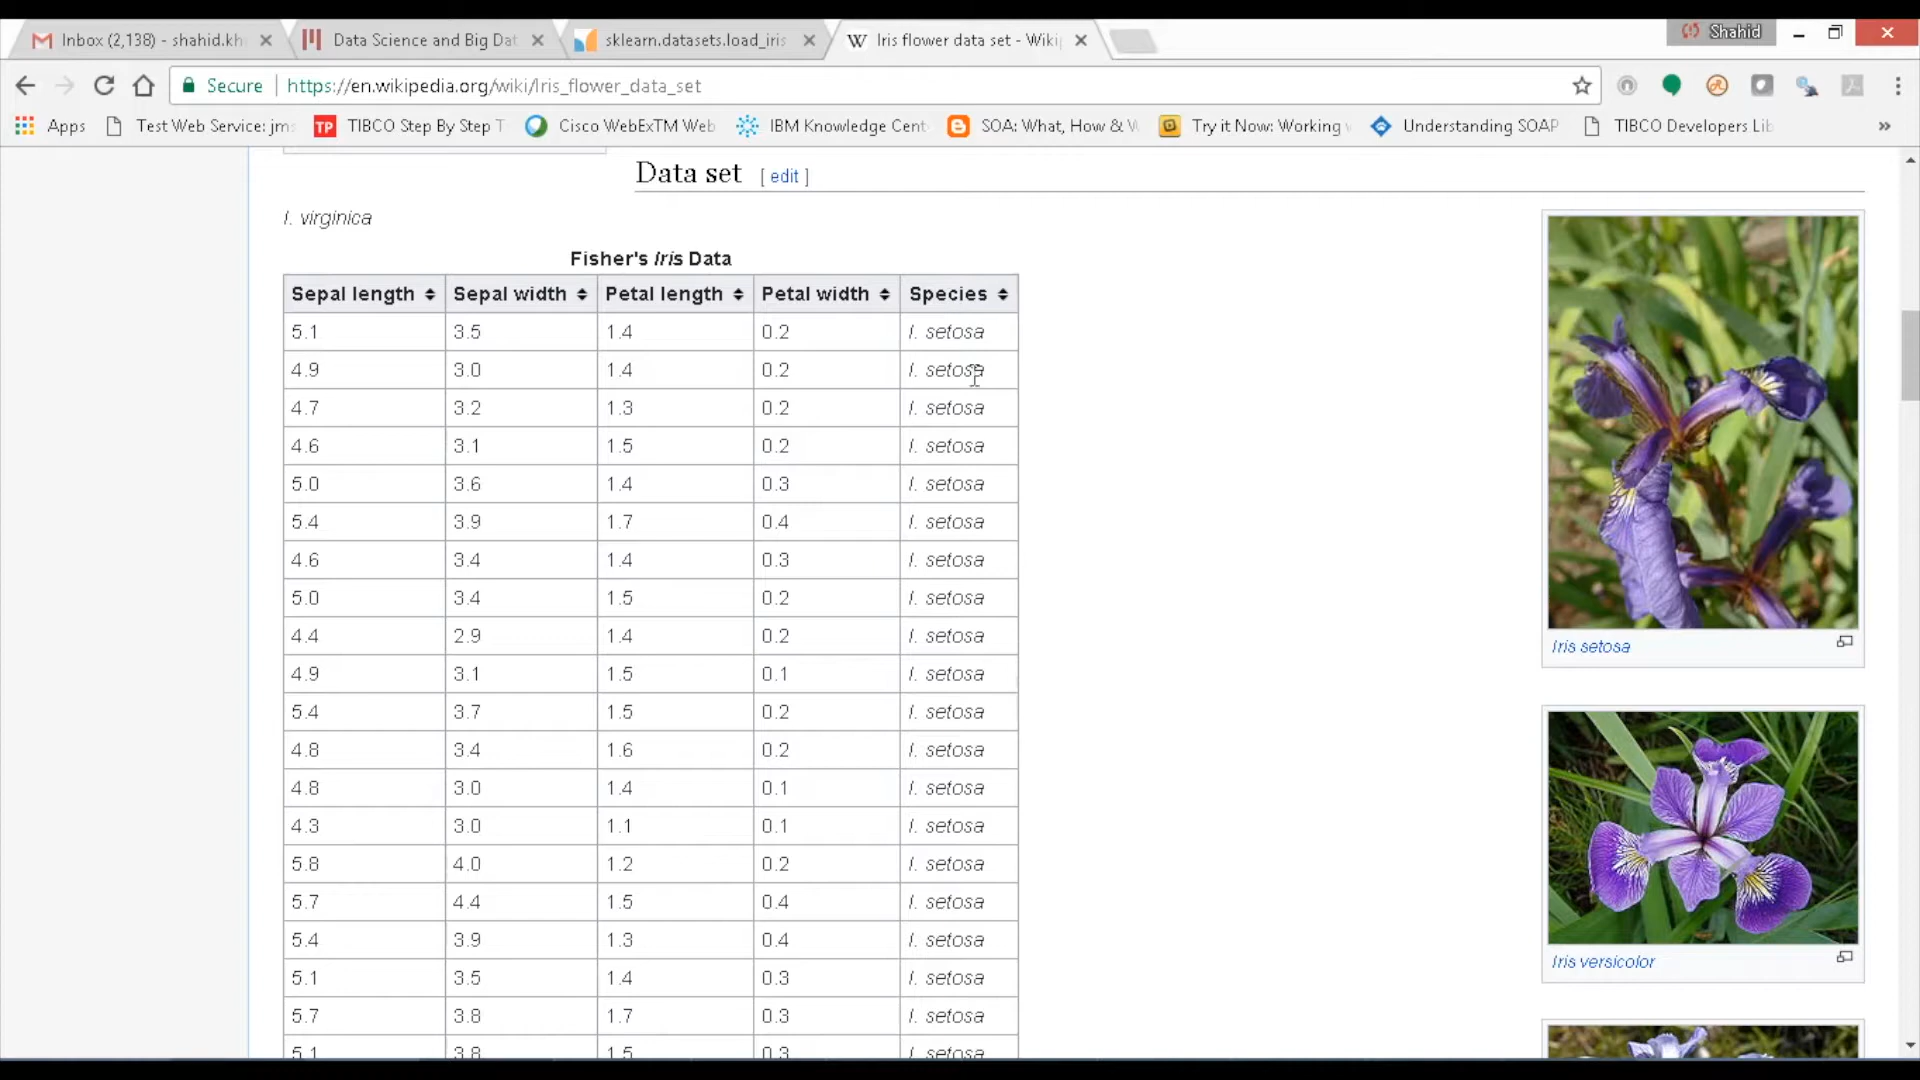 Inbox (2,138) - shahid.kh
Data Science and Big Dat
sklearn.datasets.load_iris
W Iris flower data set - Wiki
Shahid
Secure https://en.wikipedia.org/wiki/Iris_flower_data_set
Apps Test Web Service: jms TP TIBCO Step By Step T Cisco WebExTM Web IBM Knowledge Cent SOA: What, How & W Try it Now: Working Understanding SOAP TIBCO Developers Lib »
Data set [ edit ]
I. virginica
Fisher's Iris Data
Sepal length Sepal width Petal length Petal width Species
5.1 3.5 1.4 0.2 I. setosa
4.9 3.0 1.4 0.2 I. setosa
4.7 3.2 1.3 0.2 I. setosa
4.6 3.1 1.5 0.2 I. setosa
5.0 3.6 1.4 0.3 I. setosa
5.4 3.9 1.7 0.4 I. setosa
4.6 3.4 1.4 0.3 I. setosa
5.0 3.4 1.5 0.2 I. setosa
4.4 2.9 1.4 0.2 I. setosa
4.9 3.1 1.5 0.1 I. setosa
5.4 3.7 1.5 0.2 I. setosa
4.8 3.4 1.6 0.2 I. setosa
4.8 3.0 1.4 0.1 I. setosa
4.3 3.0 1.1 0.1 I. setosa
5.8 4.0 1.2 0.2 I. setosa
5.7 4.4 1.5 0.4 I. setosa
5.4 3.9 1.3 0.4 I. setosa
5.1 3.5 1.4 0.3 I. setosa
5.7 3.8 1.7 0.3 I. setosa
5.1 3.8 1.5 0.3 I. setosa
Iris setosa
Iris versicolor